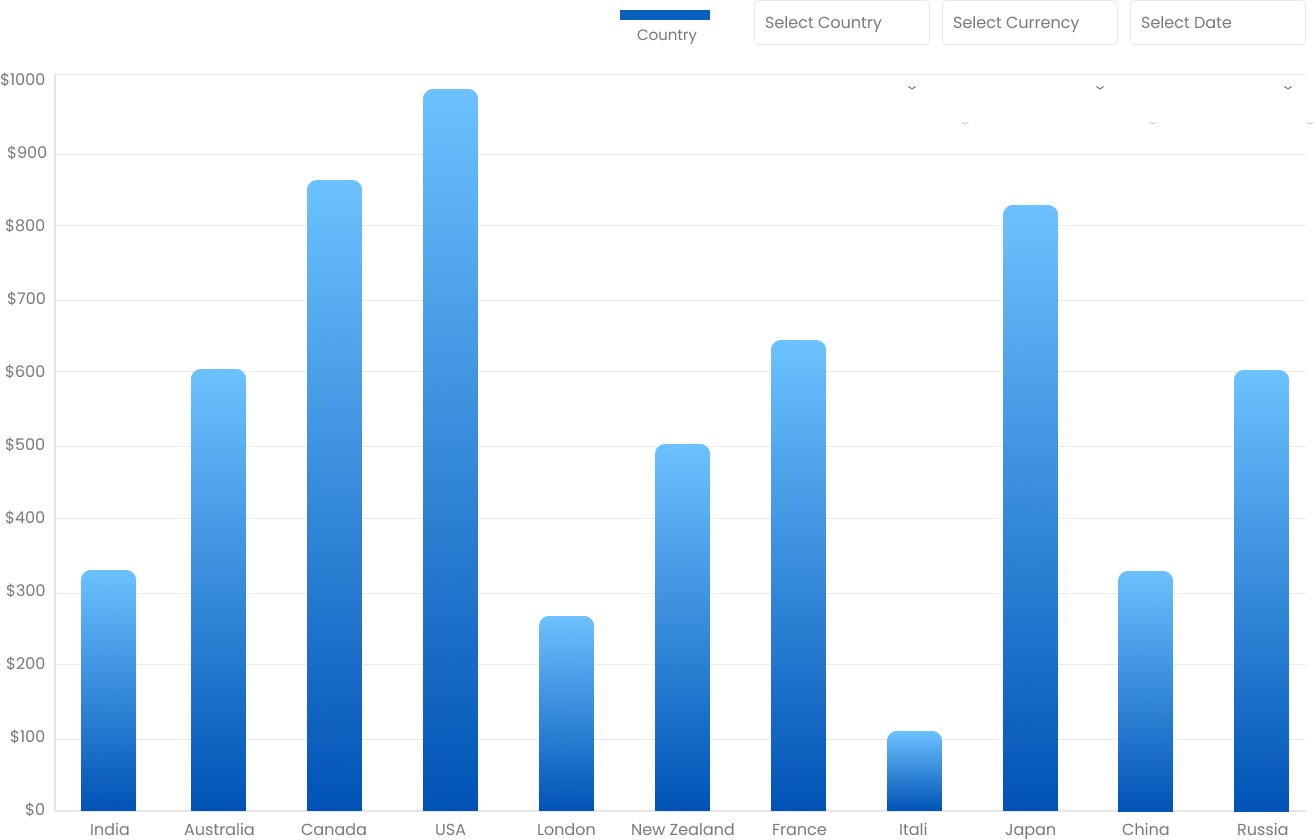 Country
Select Country
Select Currency
Select Date
$1000
$900
$800
$700
$600
$500
$400
$300
$200
$100
$0
India
Australia
Canada
USA
London
New Zealand
France
Itali
Japan
China
Russia